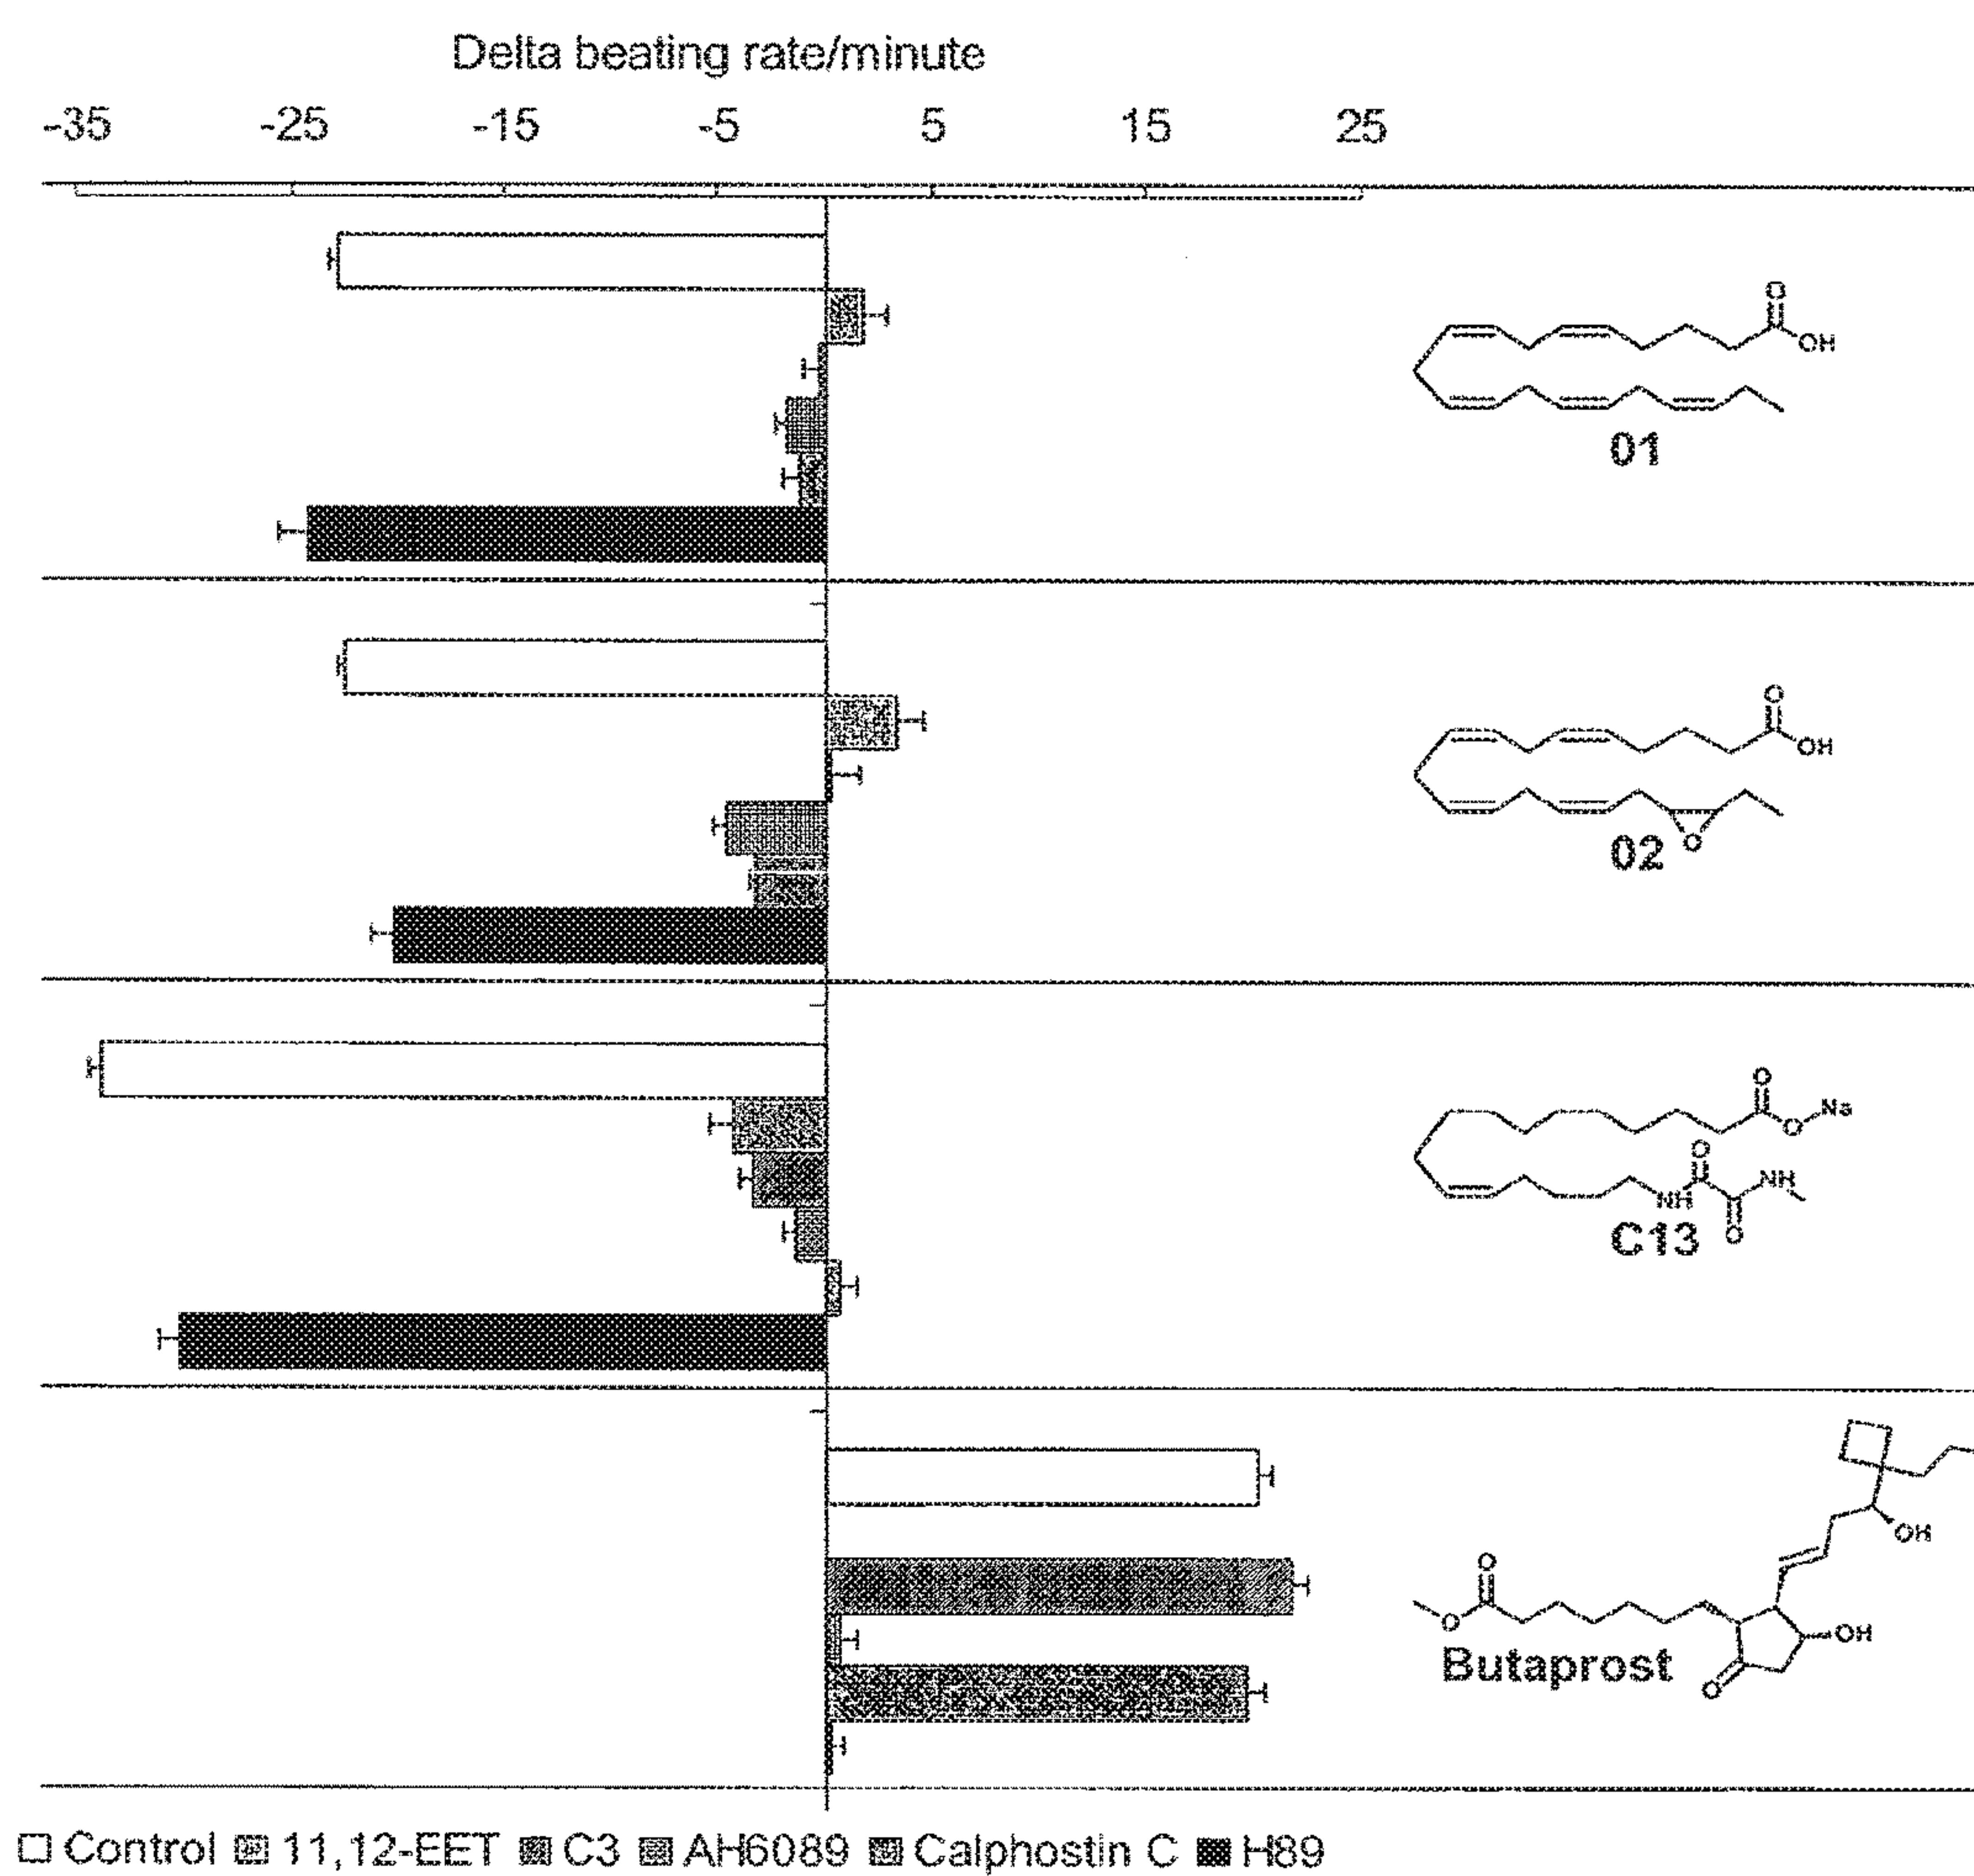 Delta beating rate/minute
-35 -25 -15 -5 5 15 25
O
OH
01
O
OH
02
O
Na
O
O
NH
NH
O
C13
OH
O
O
OH
Butaprost
O
Control 11,12-EET C3 AH6089 Calphostin C H89